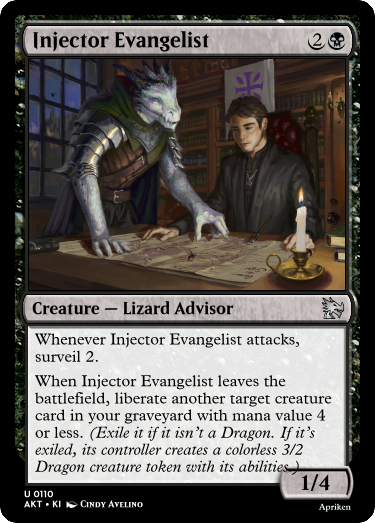 Injector Evangelist 2
Creature — Lizard Advisor
Whenever Injector Evangelist attacks,
surveil 2.
When Injector Evangelist leaves the
battlefield, liberate another target creature
card in your graveyard with mana value 4
or less. (Exile it if it isn't a Dragon. If it's
exiled, its controller creates a colorless 3/2
Dragon creature token with its abilities.)
1/4
U 0110
AKT • KI Cindy Avelino
Apriken